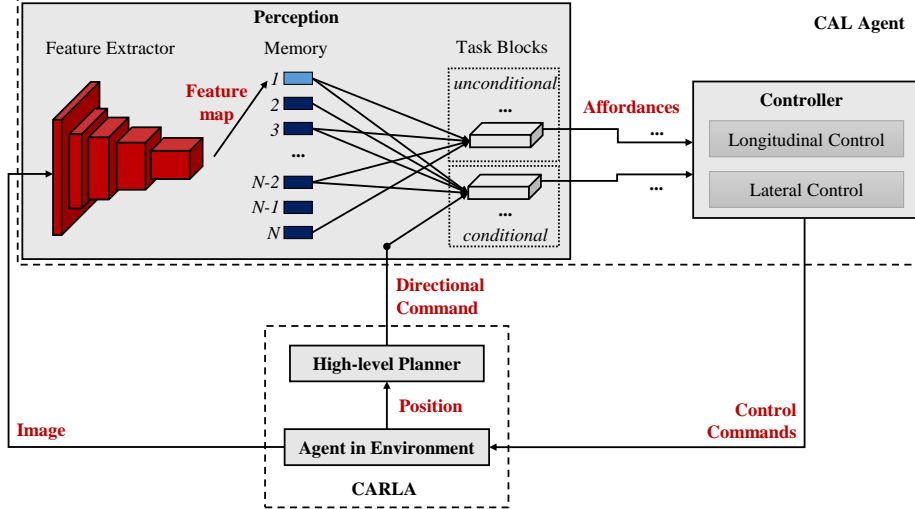 Perception
CAL Agent
Feature Extractor
Memory
Task Blocks
Feature
map
1
2
3
...
N-2
N-1
N
unconditional
...
...
conditional
Affordances
...
...
Controller
Longitudinal Control
Lateral Control
Directional
Command
High-level Planner
Position
Image
Agent in Environment
Control
Commands
CARLA